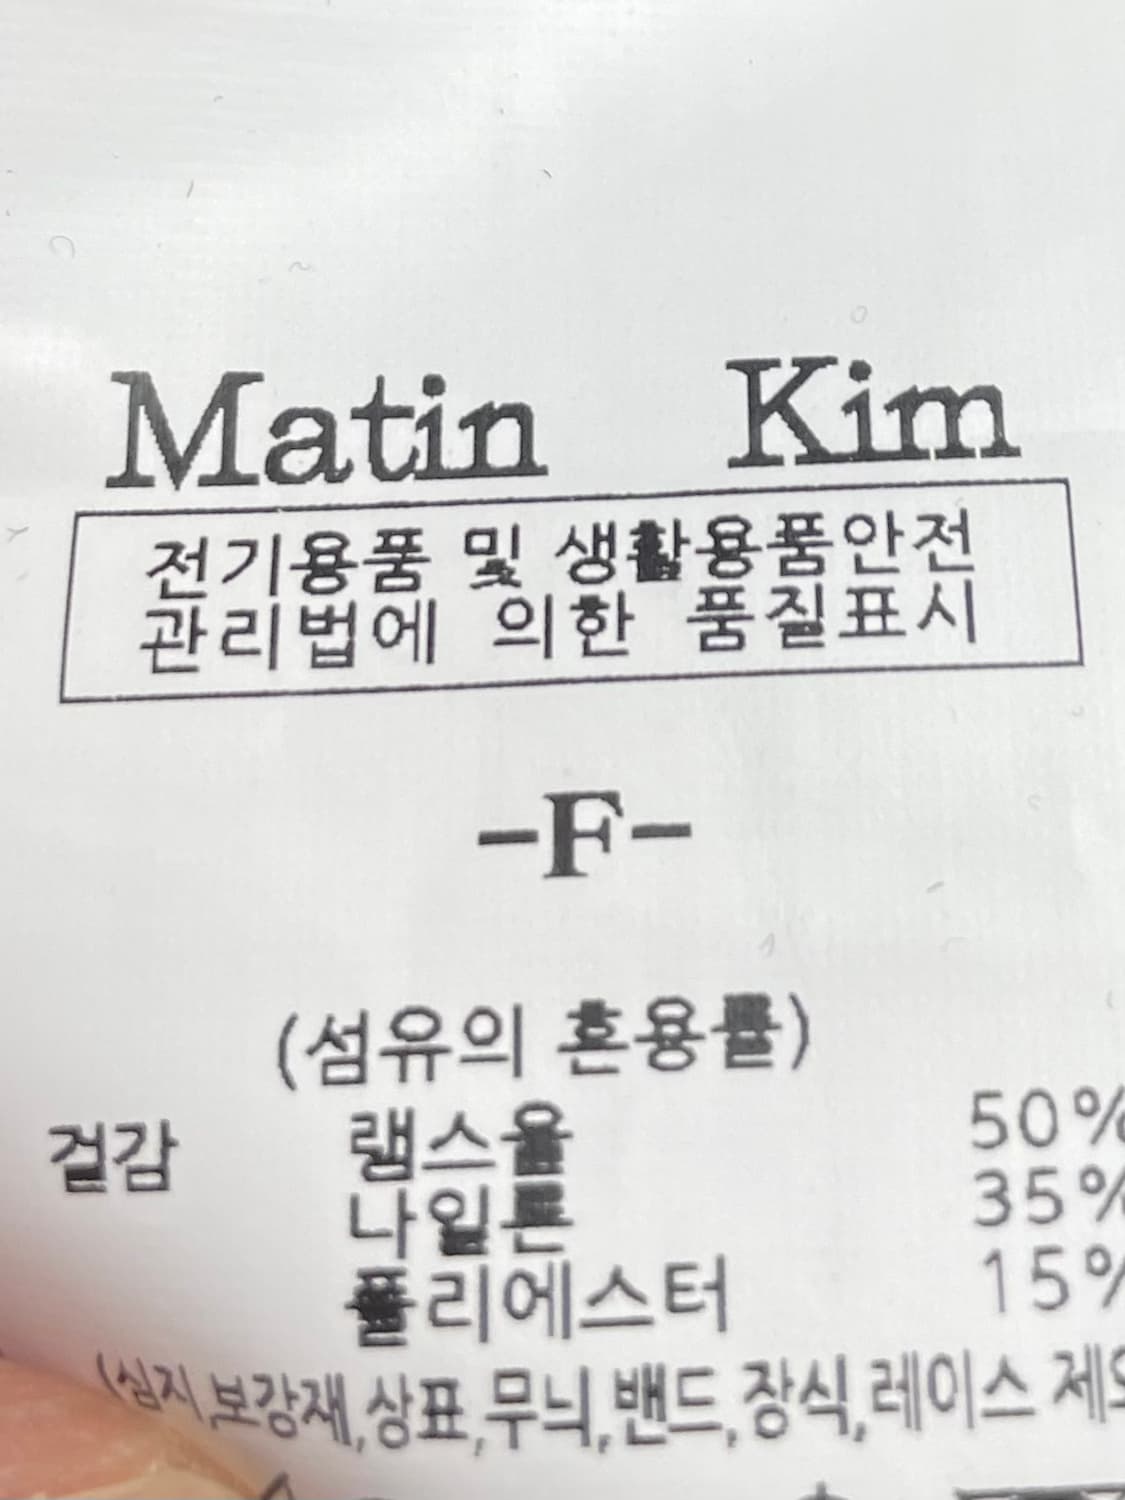 Matin Kim
전기용품 및 생활용품안전
관리법에 의한 품질표시
-F-
(섬유의 혼용률)
겉감 램스울 50%
나일론 35%
폴리에스터 15%
(심지,보강재,상표,무늬,밴드,장식,레이스